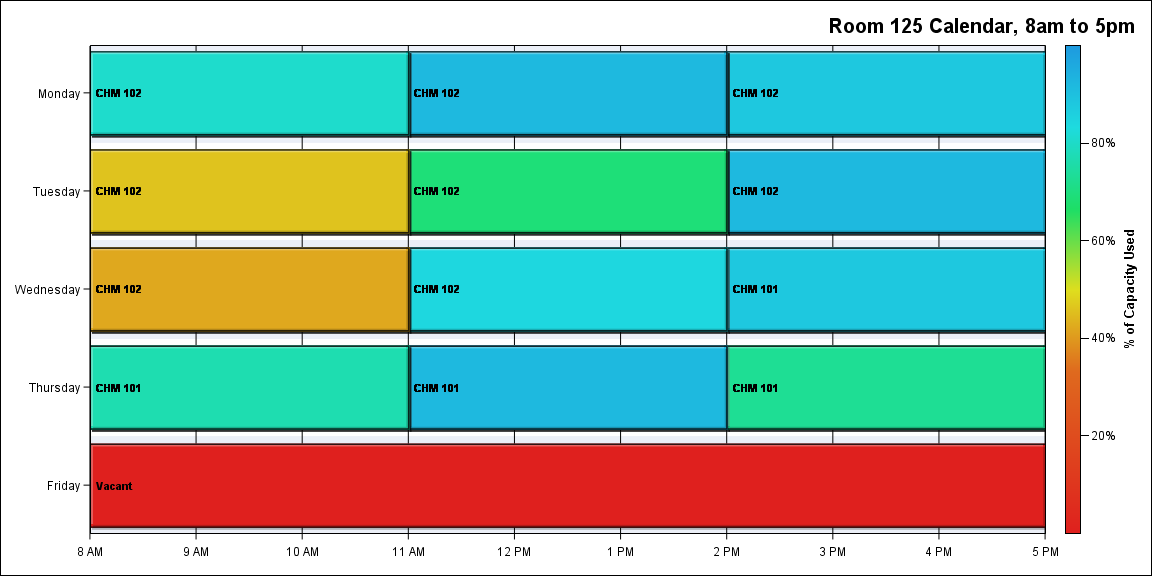 Room 125 Calendar, 8am to 5pm
Monday
CHM 102
CHM 102
CHM 102
Tuesday
CHM 102
CHM 102
CHM 102
Wednesday
CHM 102
CHM 102
CHM 101
Thursday
CHM 101
CHM 101
CHM 101
Friday
Vacant
8 AM
9 AM
10 AM
11 AM
12 PM
1 PM
2 PM
3 PM
4 PM
5 PM
80%
60%
40%
20%
% of Capacity Used